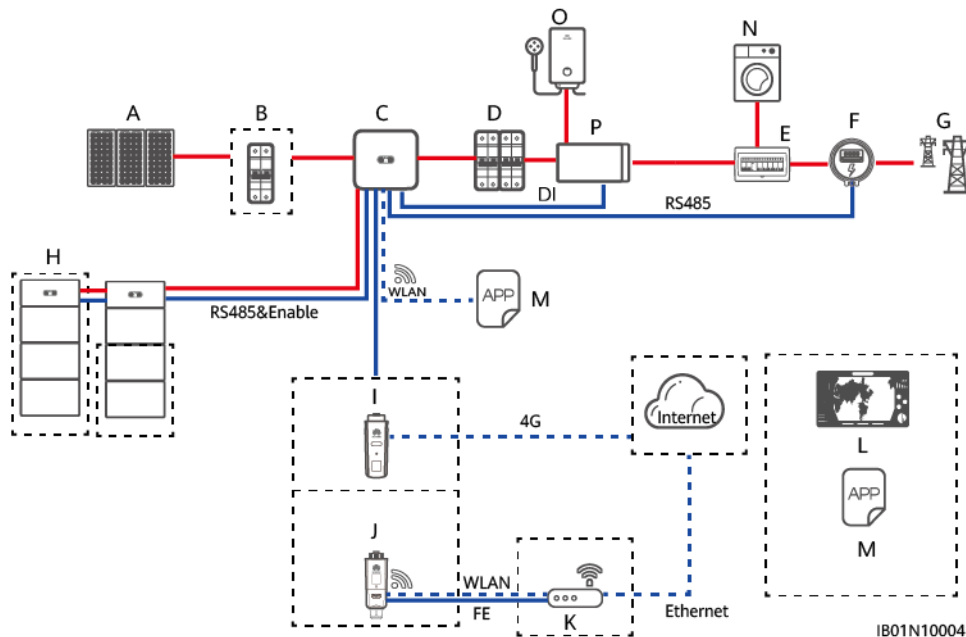 O
N
A
B
C
D
P
E
F
G
DI
RS485
H
WLAN
APP
M
RS485&Enable
I
4G
Internet
L
APP
M
J
WLAN
FE
K
Ethernet
IB01N10004